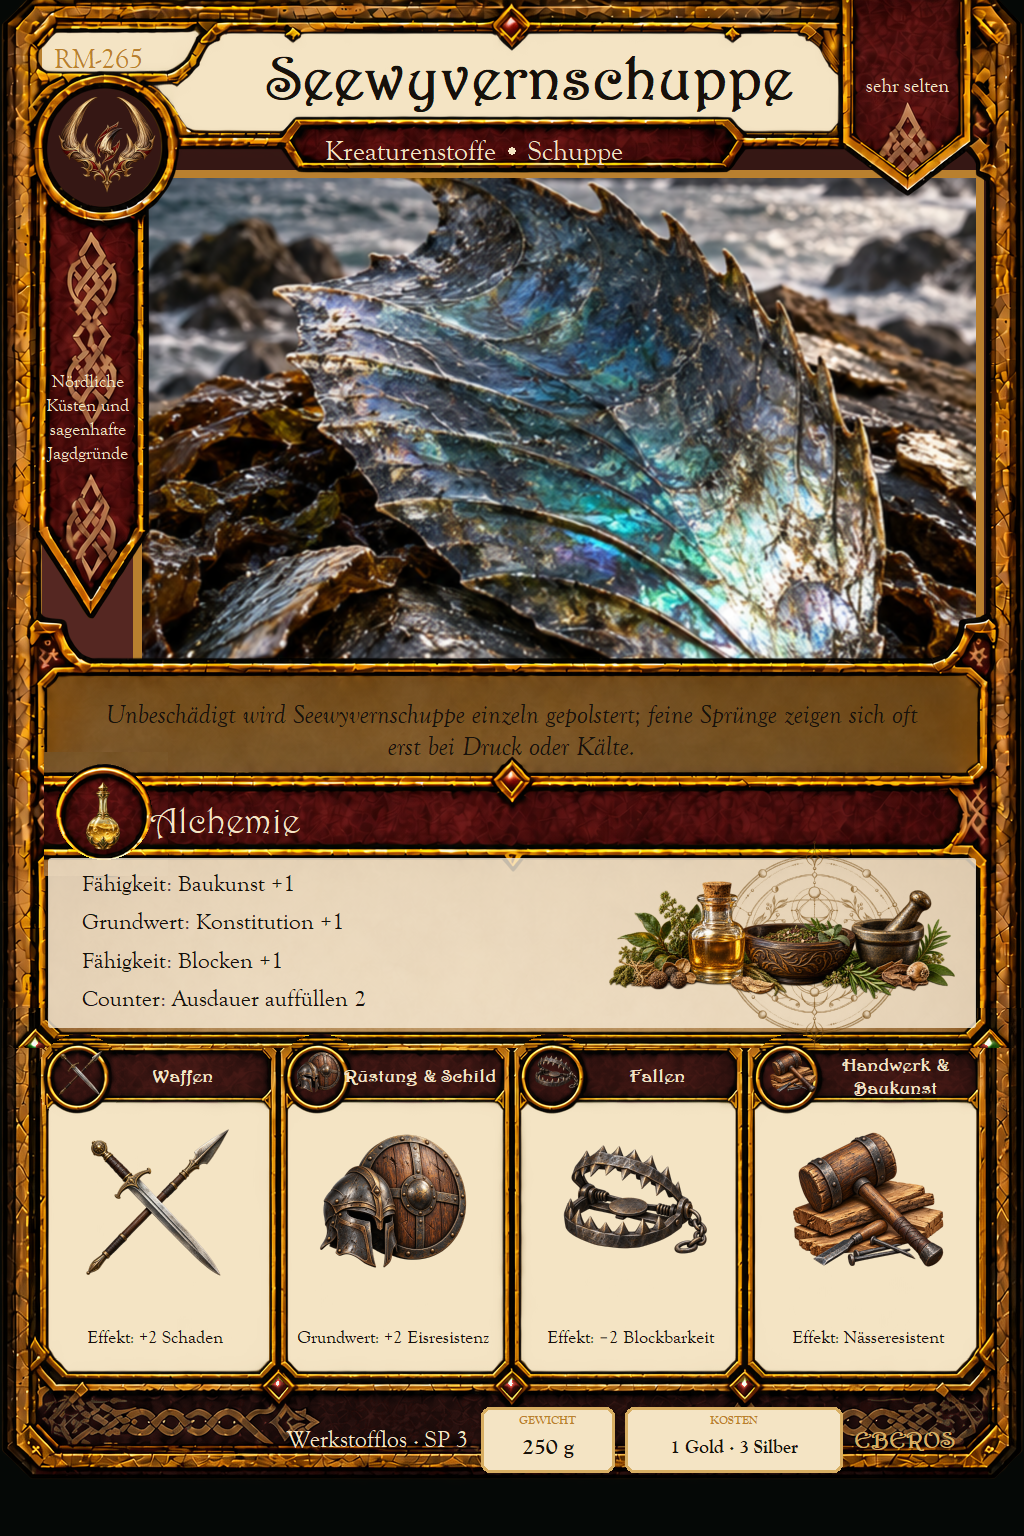 RM-265
Seewyvernschuppe
sehr selten
Kreaturenstoffe • Schuppe
Nördliche
Küsten und
sagenhafte
Jagdgründe
Unbeschädigt wird Seewyvernschuppe einzeln gepolstert; feine Sprünge zeigen sich oft
erst bei Druck oder Kälte.
Alchemie
Fähigkeit: Baukunst +1
Grundwert: Konstitution +1
Fähigkeit: Blocken +1
Counter: Ausdauer auffüllen 2
Waffen
Rüstung & Schild
Fallen
Handwerk &
Baukunst
Effekt: +2 Schaden
Grundwert: +2 Eisresistenz
Effekt: −2 Blockbarkeit
Effekt: Nässeresistent
Werkstofflos · SP 3
GEWICHT
250 g
KOSTEN
1 Gold · 3 Silber
EBEROS